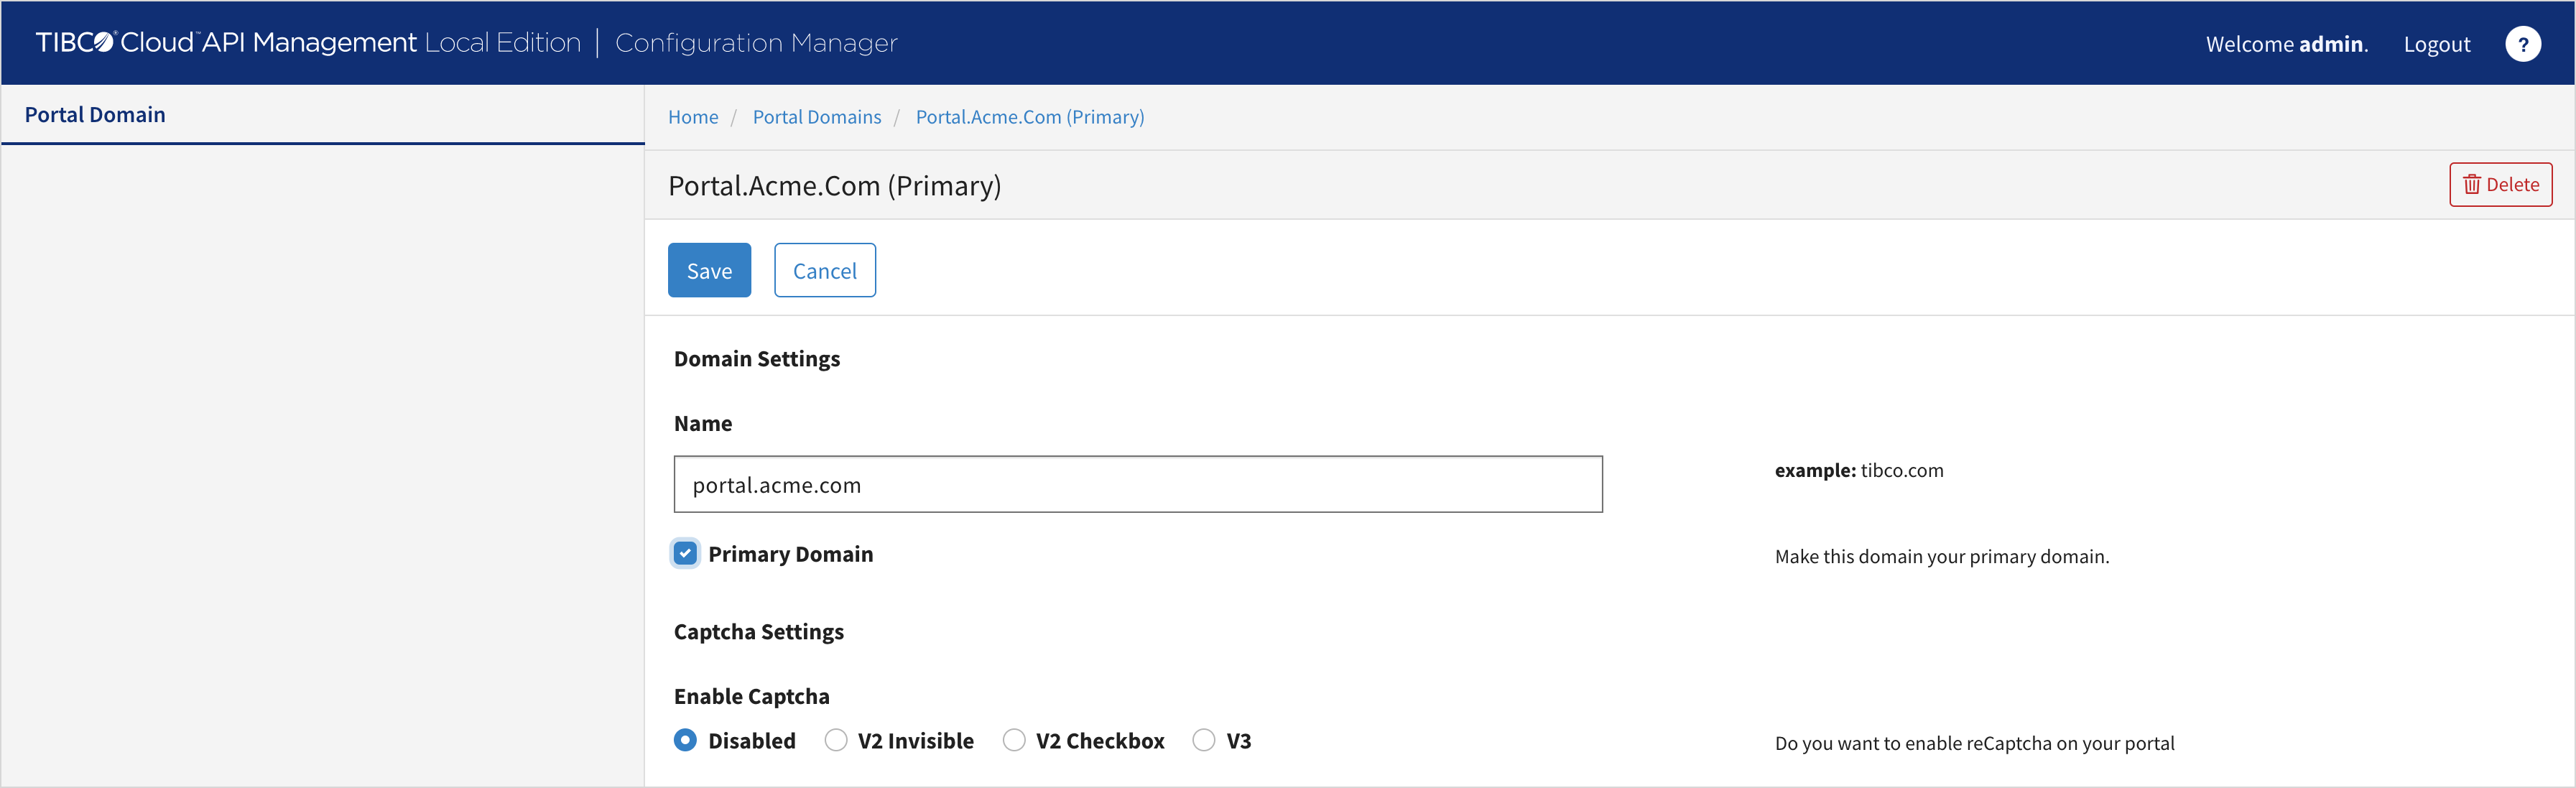 TIBCO® Cloud™ API Management Local Edition | Configuration Manager
Welcome admin. Logout ?
Portal Domain
Home / Portal Domains / Portal.Acme.Com (Primary)
Portal.Acme.Com (Primary)
Delete
Save Cancel
Domain Settings
Name
portal.acme.com
example: tibco.com
Primary Domain
Make this domain your primary domain.
Captcha Settings
Enable Captcha
Disabled V2 Invisible V2 Checkbox V3
Do you want to enable reCaptcha on your portal